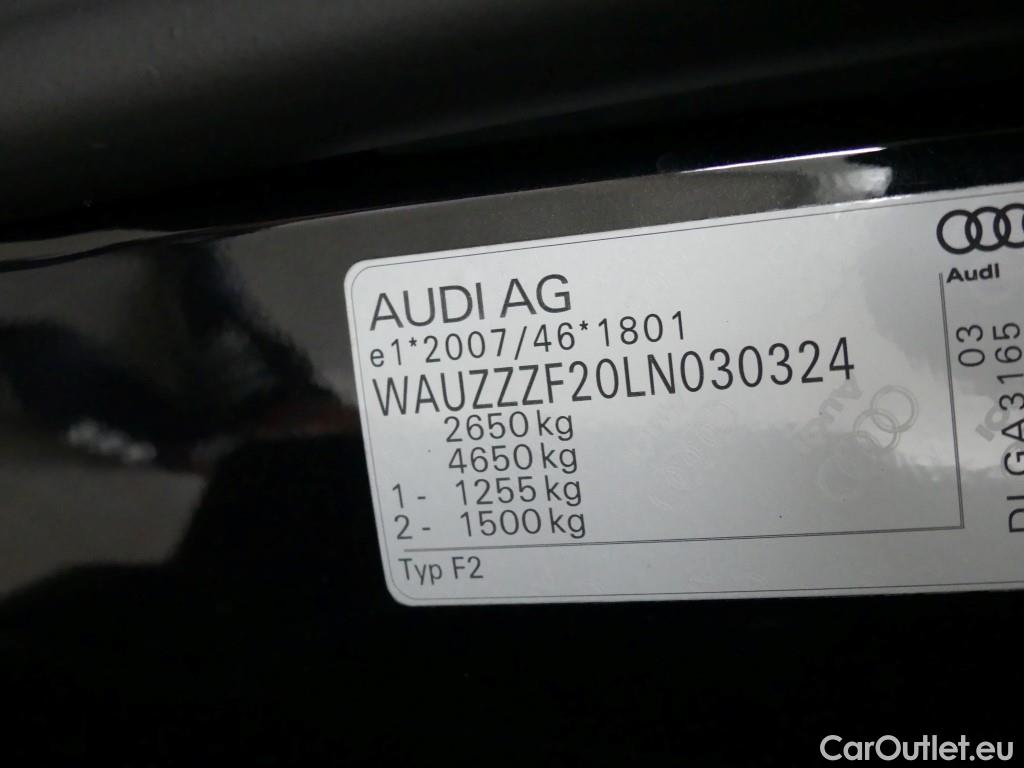 AUDI AG
e1*2007/46*1801
WAUZZZF20LN030324
2650 kg
4650 kg
1 - 1255 kg
2 - 1500 kg
Typ F2
Audi
03
GA3165
CarOutlet.eu